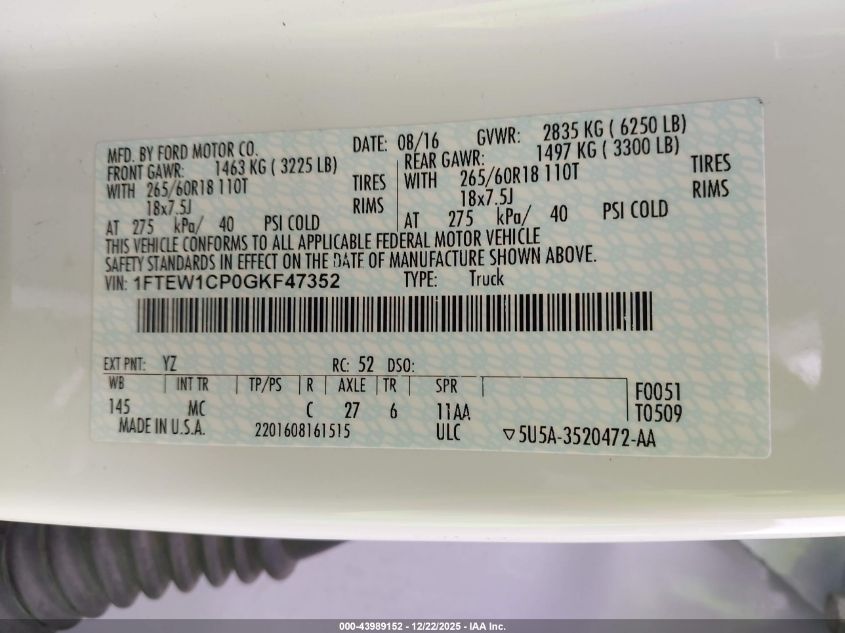 MFD. BY FORD MOTOR CO.
DATE: 08/16 GVWR: 2835 KG ( 6250 LB)
FRONT GAWR: 1463 KG ( 3225 LB)
WITH 265/60R18 110T TIRES
18x7.5J RIMS
AT 275 kPa/ 40 PSI COLD
REAR GAWR: 1497 KG ( 3300 LB)
WITH 265/60R18 110T TIRES
18x7.5J RIMS
AT 275 kPa/ 40 PSI COLD
THIS VEHICLE CONFORMS TO ALL APPLICABLE FEDERAL MOTOR VEHICLE
SAFETY STANDARDS IN EFFECT ON THE DATE OF MANUFACTURE SHOWN ABOVE.
VIN: 1FTEW1CP0GKF47352 TYPE: Truck
EXT PNT: YZ RC: 52 DSO:
WB INT TR TP/PS R AXLE TR SPR
145 MC C 27 6 11AA
F0051
T0509
MADE IN U.S.A. 2201608161515 ULC ▽5U5A-3520472-AA
000-43989152 - 12/22/2025 - IAA Inc.